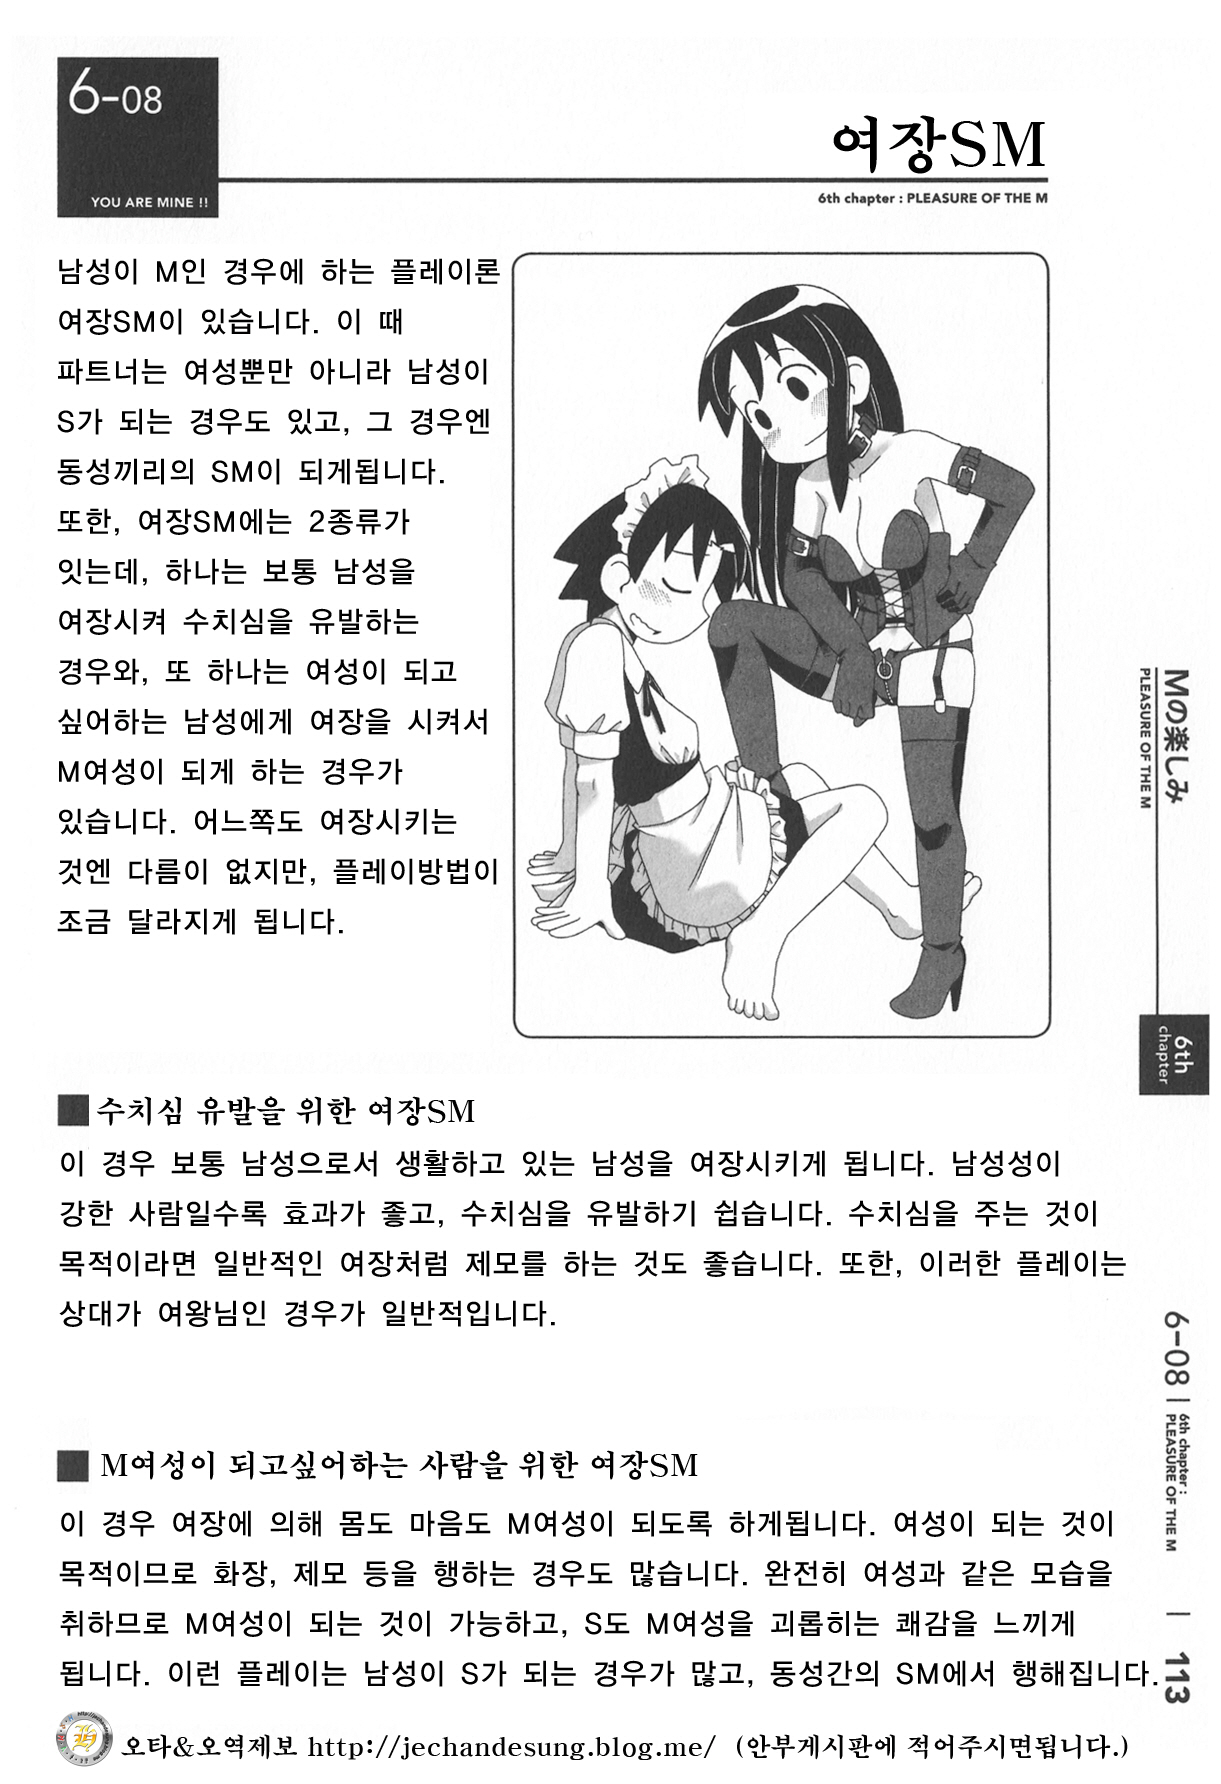 6-08
YOU ARE MINE !!
여장SM
6th chapter : PLEASURE OF THE M
남성이 M인 경우에 하는 플레이론
여장SM이 있습니다. 이 때
파트너는 여성뿐만 아니라 남성이
S가 되는 경우도 있고, 그 경우엔
동성끼리의 SM이 되게됩니다.
또한, 여장SM에는 2종류가
잇는데, 하나는 보통 남성을
여장시켜 수치심을 유발하는
경우와, 또 하나는 여성이 되고
싶어하는 남성에게 여장을 시켜서
M여성이 되게 하는 경우가
있습니다. 어느쪽도 여장시키는
것엔 다름이 없지만, 플레이방법이
조금 달라지게 됩니다.
■수치심 유발을 위한 여장SM
이 경우 보통 남성으로서 생활하고 있는 남성을 여장시키게 됩니다. 남성성이
강한 사람일수록 효과가 좋고, 수치심을 유발하기 쉽습니다. 수치심을 주는 것이
목적이라면 일반적인 여장처럼 제모를 하는 것도 좋습니다. 또한, 이러한 플레이는
상대가 여왕님인 경우가 일반적입니다.
■ M여성이 되고싶어하는 사람을 위한 여장SM
이 경우 여장에 의해 몸도 마음도 M여성이 되도록 하게됩니다. 여성이 되는 것이
목적이므로 화장, 제모 등을 행하는 경우도 많습니다. 완전히 여성과 같은 모습을
취하므로 M여성이 되는 것이 가능하고, S도 M여성을 괴롭히는 쾌감을 느끼게
됩니다. 이런 플레이는 남성이 S가 되는 경우가 많고, 동성간의 SM에서 행해집니다.
오타&오역제보 http://jechandesung.blog.me/ (안부게시판에 적어주시면됩니다.)
Mの楽しみ
PLEASURE OF THE M
6th
chapter
6-08 |
6th chapter :
PLEASURE OF THE M
| 113